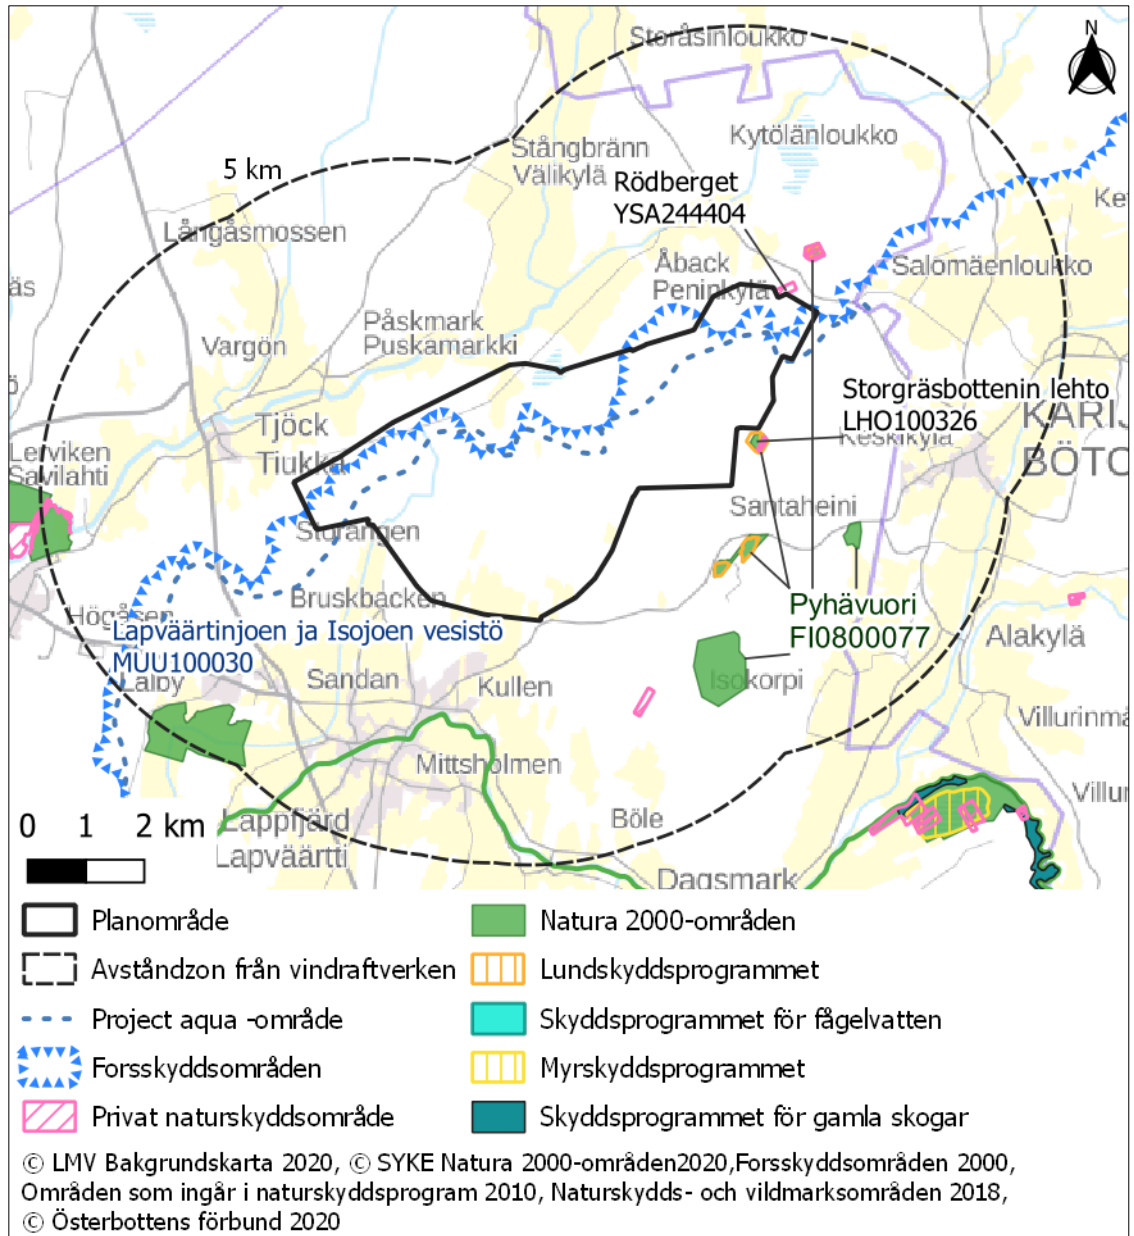 Storåsinloukko
N
Kytölänloukko
Stångbränn
Välikylä
5 km
Rödberget
YSA244404
Ke
Långåsmossen
Åback
Peninkylä
Salomäenloukko
äs
Påskmark
Puskamarkki
Vargön
ö
Storgräsbottenin lehto
LHO100326
KARIJ
BÖTO
Keskikylä
Tjöck
Tiukka
Lerviken
Savilahti
Santaheini
Storängen
Bruskbacken
Högåsen
Pyhävuori
FI0800077
Lapväärtinjoen ja Isojoen vesistö
MUU100030
Alakylä
Lålby
Sandan
Kullen
Isokorpi
Villurinmä
Mittsholmen
Villur
0 1 2 km
Lappfjärd
Lapväärtti
Böle
Dagsmark
Planområde
Avståndzon från vindraftverken
Project aqua -område
Forsskyddsområden
Privat naturskyddsområde
Natura 2000-områden
Lundskyddsprogrammet
Skyddsprogrammet för fågelvatten
Myrskyddsprogrammet
Skyddsprogrammet för gamla skogar
© LMV Bakgrundskarta 2020, © SYKE Natura 2000-områden2020,Forsskyddsområden 2000,
Områden som ingår i naturskyddsprogram 2010, Naturskydds- och vildmarksområden 2018,
© Österbottens förbund 2020